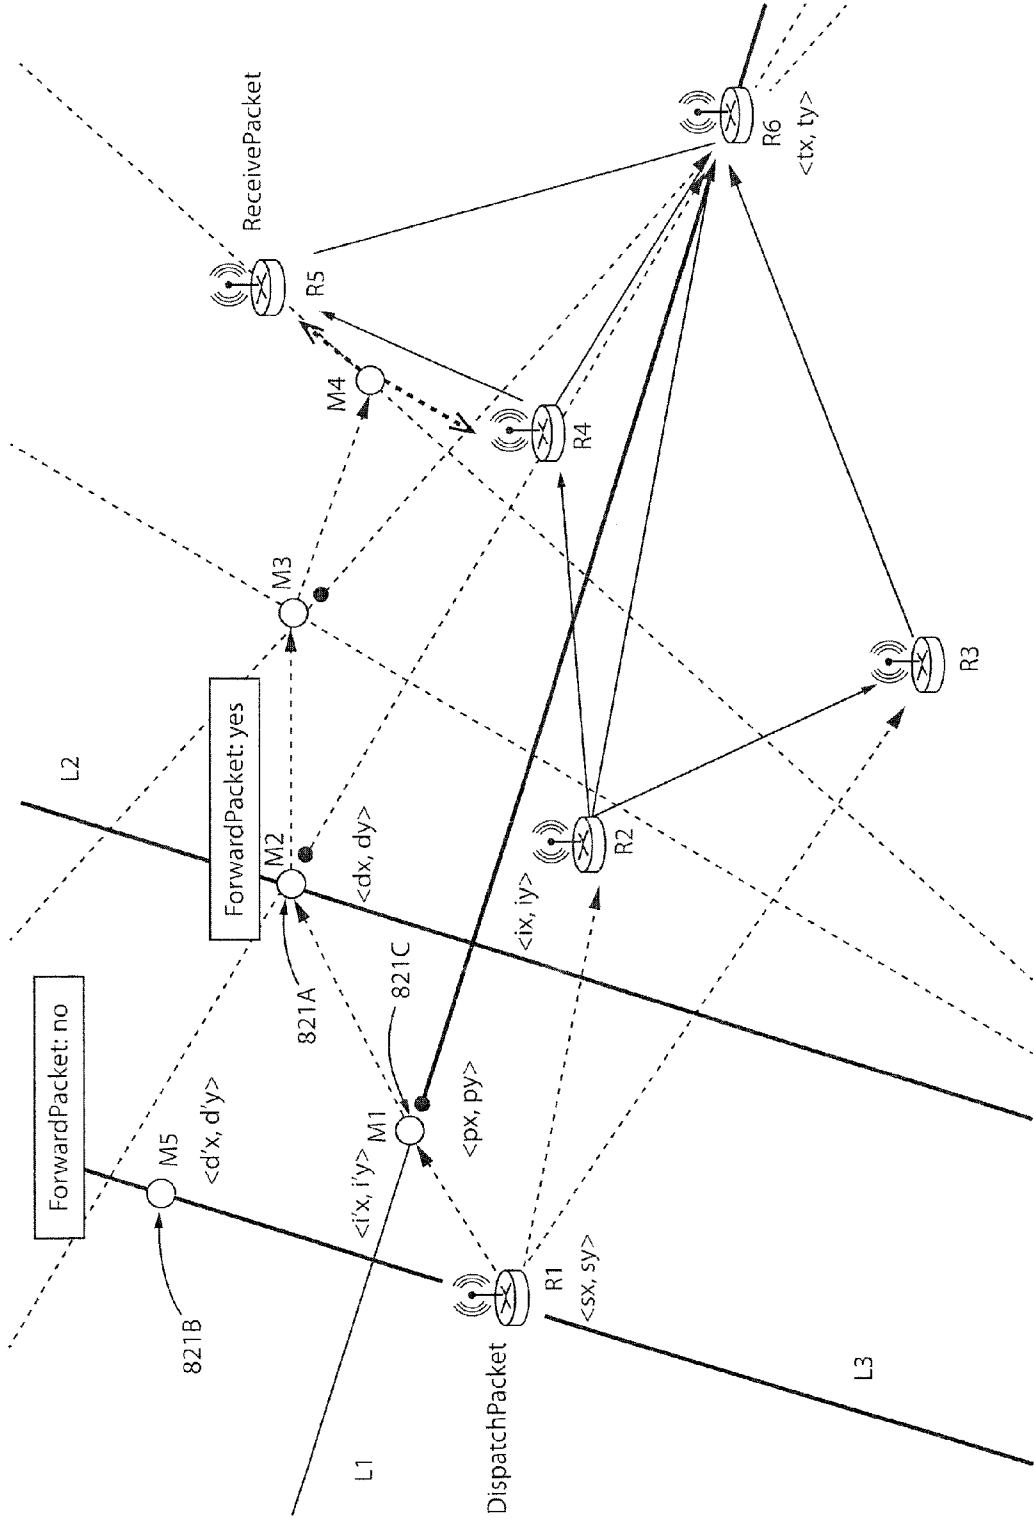 ForwardPacket: no
ForwardPacket: yes
L2
ReceivePacket
821B
M5
<d'x, d'y>
821A
M2
<dx, dy>
M3
M4
R5
L1
<i'x, i'y>
M1
821C
<px, py>
DispatchPacket
R1
<sx, sy>
<ix, iy>
R2
R4
R6
<tx, ty>
L3
R3